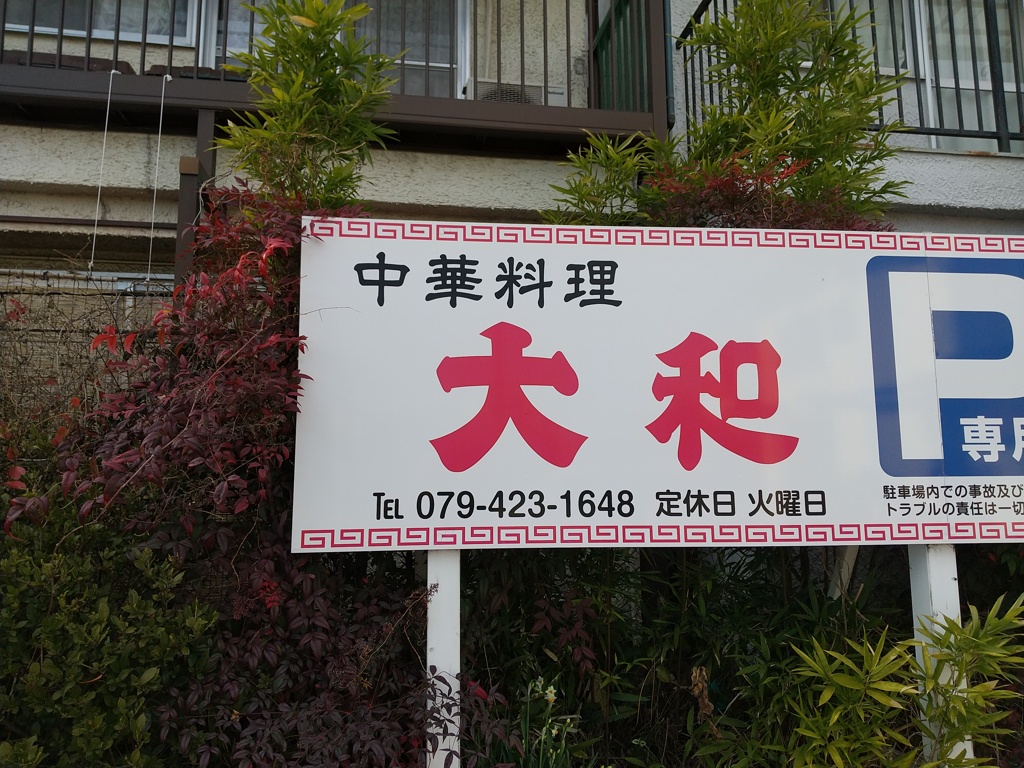 中華料理
大和
TEL 079-423-1648 定休日 火曜日
P
専用
駐車場内での事故及び
トラブルの責任は一切